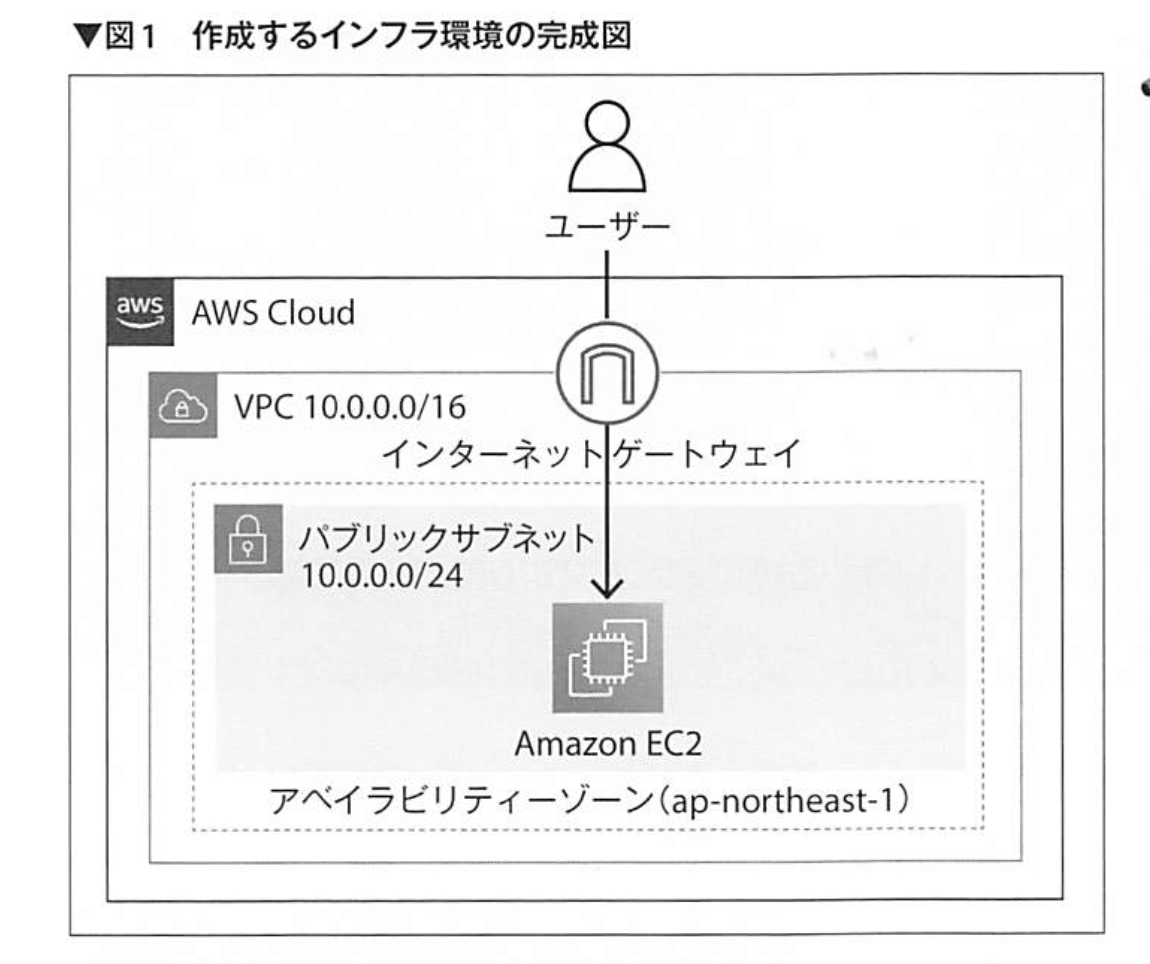 ▼図1 作成するインフラ環境の完成図
ユーザー
aws
AWS Cloud
VPC 10.0.0.0/16
インターネットゲートウェイ
パブリックサブネット
10.0.0.0/24
Amazon EC2
アベイラビリティーゾーン(ap-northeast-1)